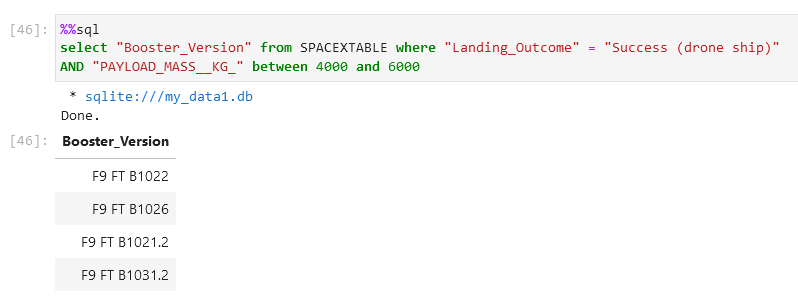 [46]: %%sql
select "Booster_Version" from SPACEXTABLE where "Landing_Outcome" = "Success (drone ship)"
AND "PAYLOAD_MASS__KG_" between 4000 and 6000
* sqlite:///my_data1.db
Done.
[46]: Booster_Version
F9 FT B1022
F9 FT B1026
F9 FT B1021.2
F9 FT B1031.2